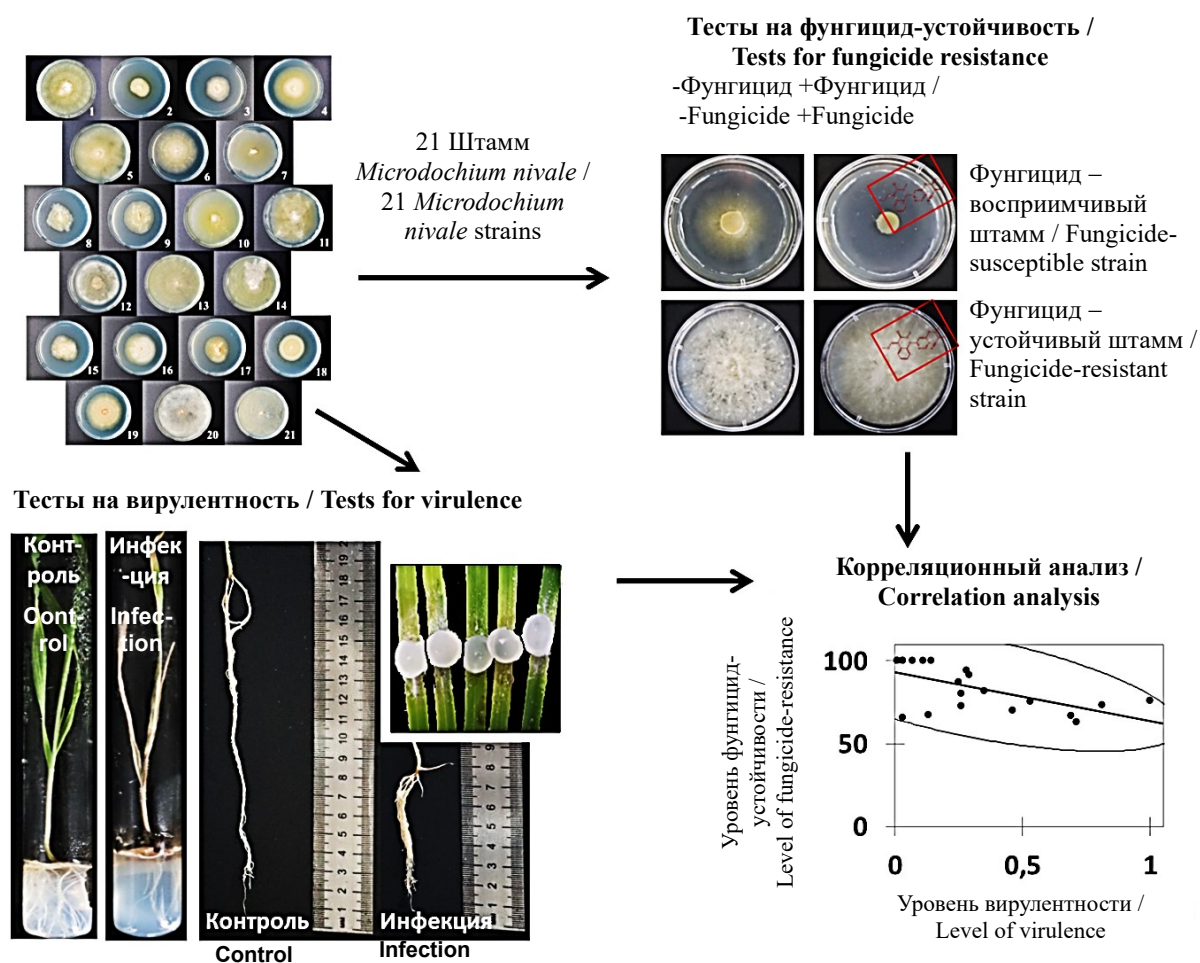 Тесты на фунгицид-устойчивость /
Tests for fungicide resistance
-Фунгицид +Фунгицид /
-Fungicide +Fungicide
1
2
3
4
5
6
7
8
9
10
11
12
13
14
15
16
17
18
19
20
21
21 Штамм
Microdochium nivale /
21 Microdochium
nivale strains
Фунгицид –
восприимчивый
штамм / Fungicide-
susceptible strain
Фунгицид –
устойчивый штамм /
Fungicide-resistant
strain
Тесты на вирулентность / Tests for virulence
Конт-
роль
Cont-
rol
Инфек
-ция
Infec-
tion
Контроль
Control
Инфекция
Infection
Корреляционный анализ /
Correlation analysis
Уровень фунгицид-
устойчивости /
Level of fungicide-resistance
100
50
0
0
0,5
1
Уровень вирулентности /
Level of virulence